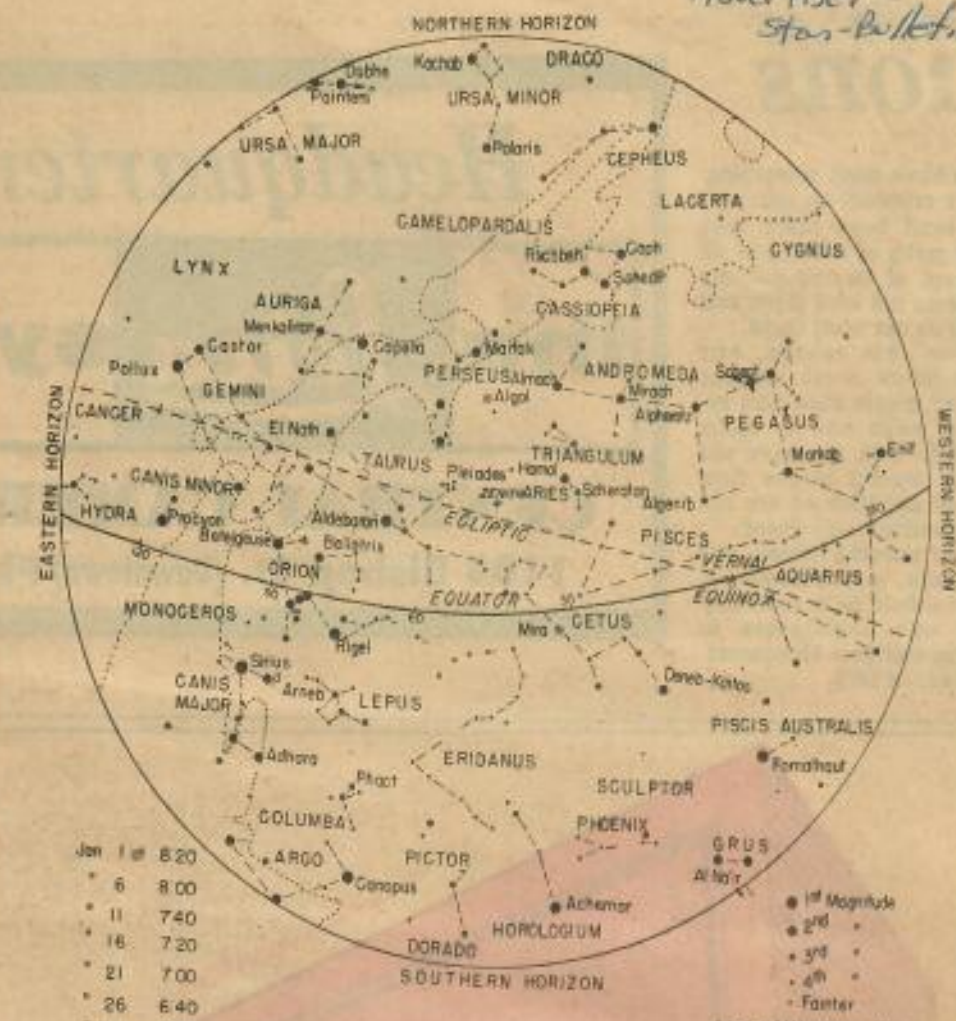 Star-Bulletin
NORTHERN HORIZON
Kochab
DRACO
Dubhe
Pointers
URSA MINOR
URSA MAJOR
Polaris
CEPHEUS
LACERTA
CAMELOPARDALIS
CYGNUS
Caph
LYNX
Schedir
AURIGA
CASSIOPEIA
Menkalinan
Castor
Capella
Marfak
Pollux
PERSEUS
Almach
ANDROMEDA
Scheat
GEMINI
Algol
Mirach
CANCER
Alpheratz
PEGASUS
El Nath
EASTERN HORIZON
WESTERN HORIZON
TAURUS
Pleiades
Hamal
TRIANGULUM
Markab
Enif
CANIS MINOR
ARIES
Sheratan
Algenib
HYDRA
Procyon
Aldebaran
ECLIPTIC
PISCES
Betelgeuse
Bellatrix
VERNAL
ORION
AQUARIUS
EQUATOR
EQUINOX
MONOCEROS
Mira
CETUS
Rigel
Sirius
CANIS
MAJOR
Arneb
LEPUS
Deneb-Kaitos
PISCIS AUSTRALIS
Adhara
ERIDANUS
Fomalhaut
Phact
SCULPTOR
COLUMBA
PHOENIX
ARGO
PICTOR
GRUS
Canopus
Al Na'ir
Achernar
HOROLOGIUM
DORADO
SOUTHERN HORIZON
Jan 1 @ 8:20
" 6 8:00
" 11 7:40
" 16 7:20
" 21 7:00
" 26 6:40
1st Magnitude
2nd "
3rd "
4th "
Fainter